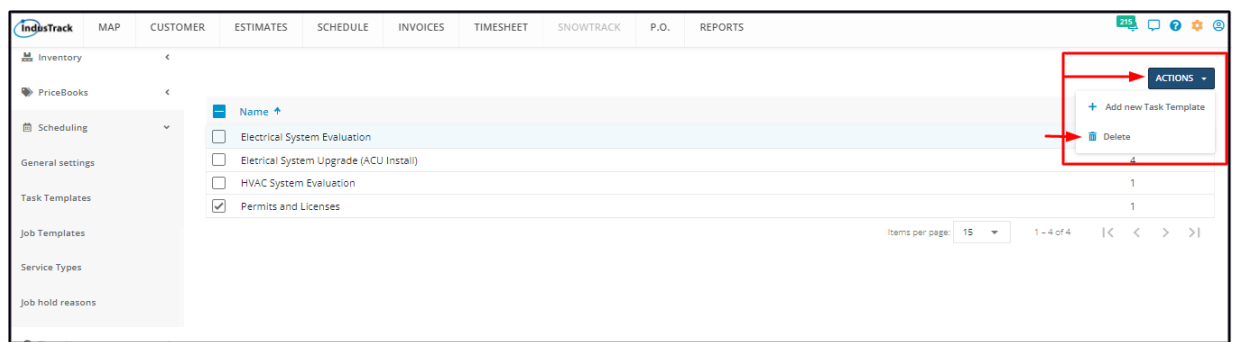 indusTrack MAP CUSTOMER ESTIMATES SCHEDULE INVOICES TIMESHEET SNOWTRACK P.O. REPORTS 215
Inventory
PriceBooks
Scheduling
General settings
Task Templates
Job Templates
Service Types
Job hold reasons
ACTIONS
Add new Task Template
Delete
Name
Electrical System Evaluation
Eletrical System Upgrade (ACU Install) 4
HVAC System Evaluation 1
Permits and Licenses 1
Items per page: 15 1 – 4 of 4